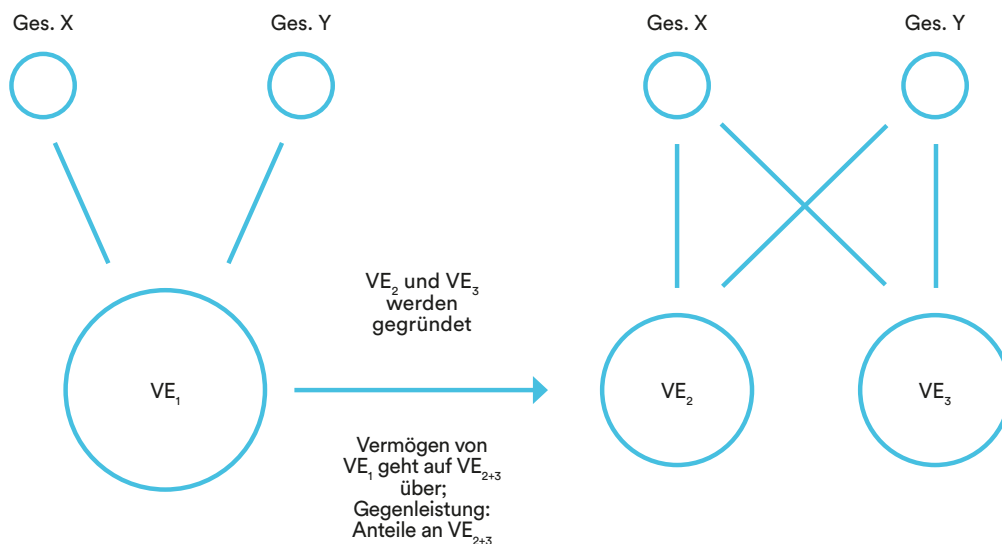 Ges. X
Ges. Y
Ges. X
Ges. Y
VE₂ und VE₃
werden
gegründet
VE₁
VE₂
VE₃
Vermögen von
VE₁ geht auf VE₂₊₃
über;
Gegenleistung:
Anteile an VE₂₊₃